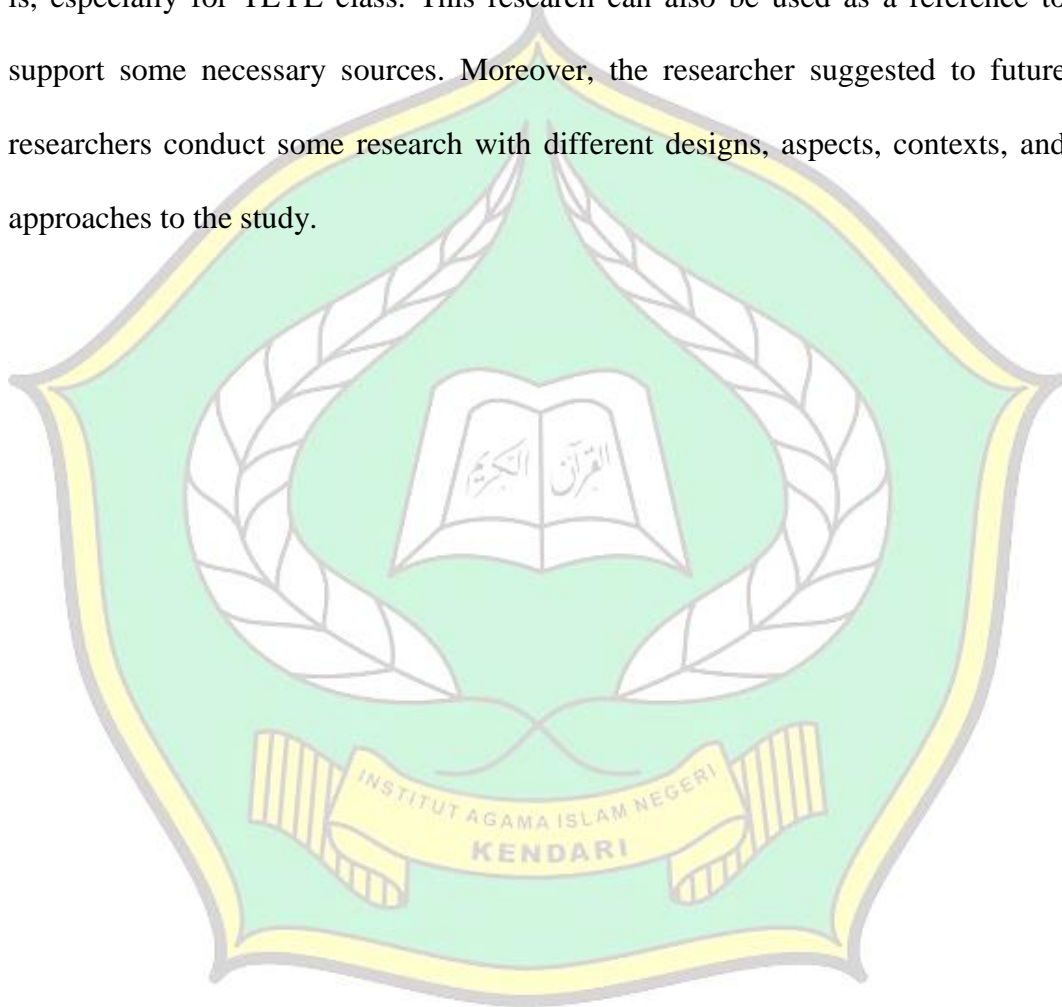 is, especially for TEYL class. This research can also be used as a reference to
support some necessary sources. Moreover, the researcher suggested to future
researchers conduct some research with different designs, aspects, contexts, and
approaches to the study.
القرآن الكريم
INSTITUT AGAMA ISLAM NEGERI
KENDARI